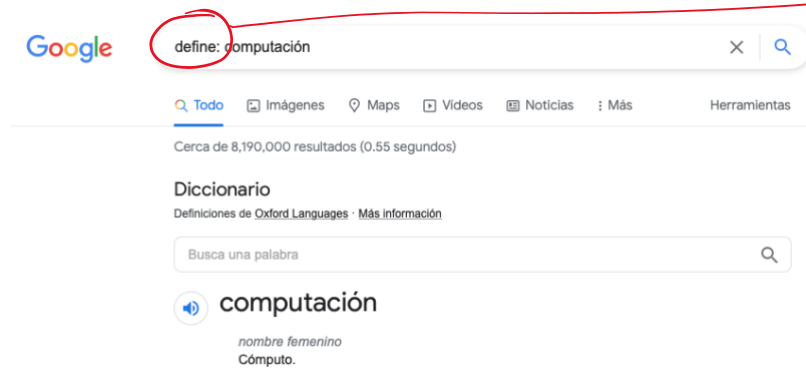 Google
define: computación
Todo Imágenes Maps Vídeos Noticias Más Herramientas
Cerca de 8,190,000 resultados (0.55 segundos)
Diccionario
Definiciones de Oxford Languages · Más información
Busca una palabra
computación
nombre femenino
Cómputo.